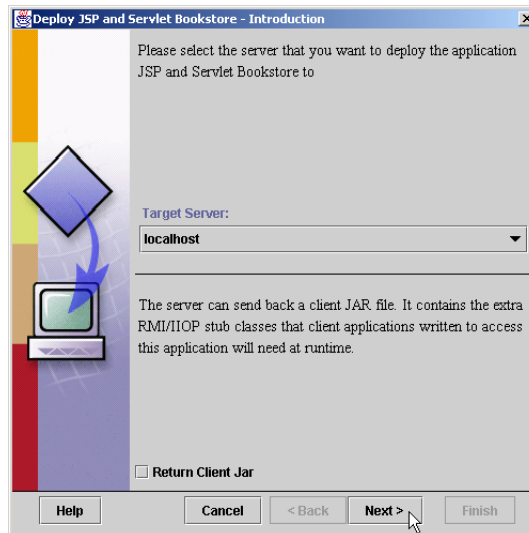 Deploy JSP and Servlet Bookstore - Introduction
Please select the server that you want to deploy the application
JSP and Servlet Bookstore to
Target Server:
localhost
The server can send back a client JAR file. It contains the extra
RMI/IIOP stub classes that client applications written to access
this application will need at runtime.
Return Client Jar
Help Cancel < Back Next > Finish